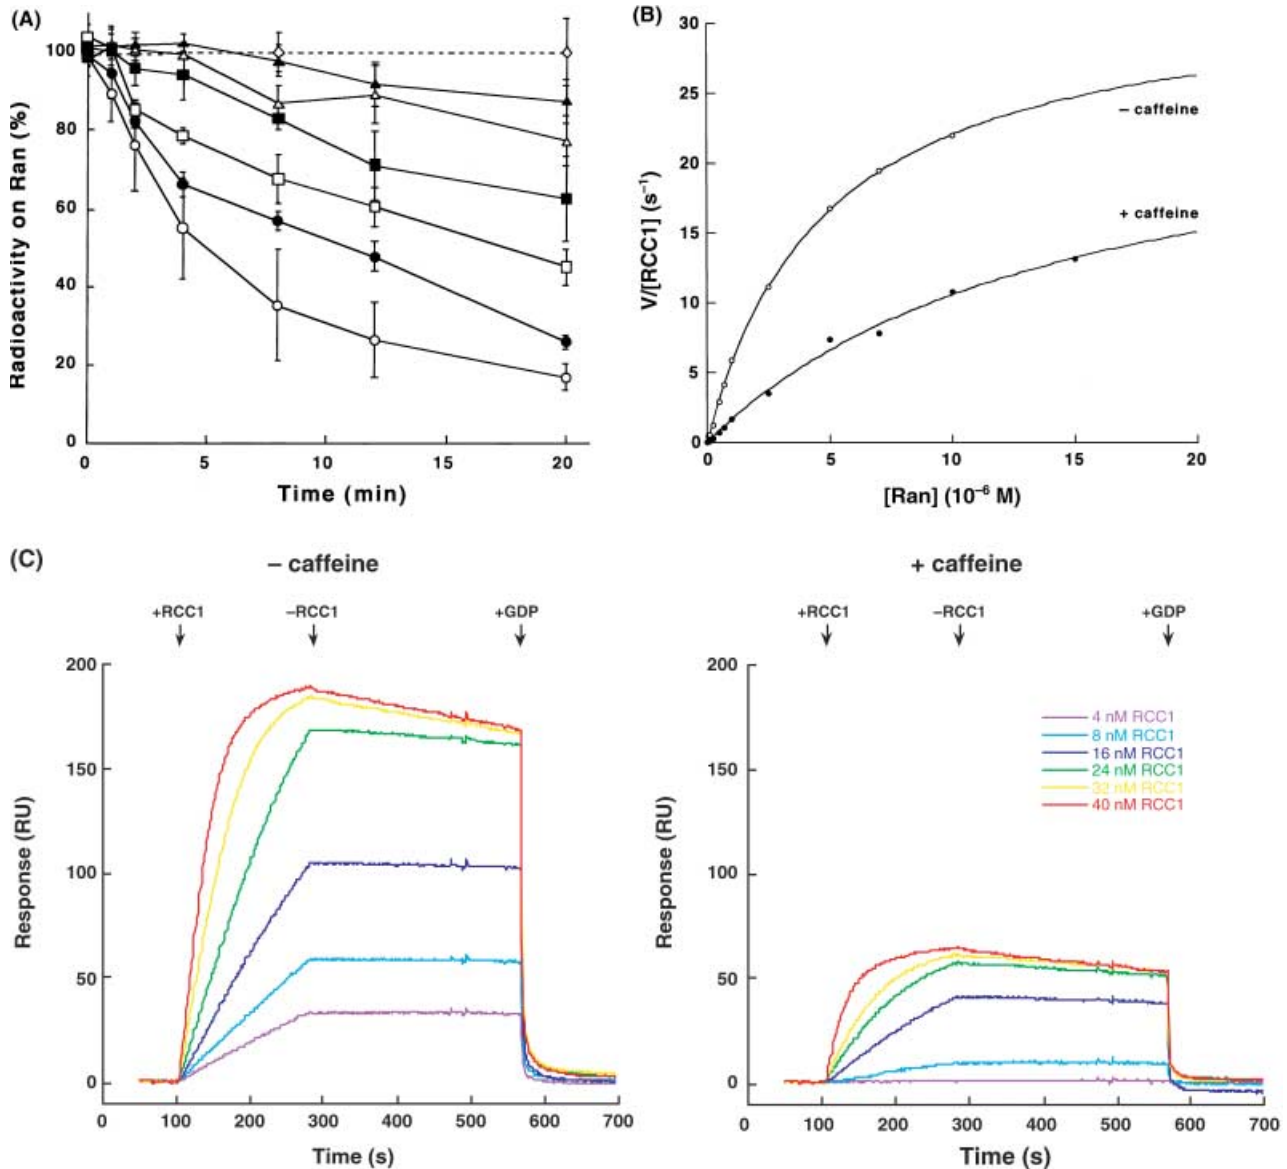 (A)
100
80
60
40
20
0
Radioactivity on Ran (%)
0 5 10 15 20
Time (min)
(B)
30
25
20
15
10
5
0
V/[RCC1] (s⁻¹)
– caffeine
+ caffeine
0 5 10 15 20
[Ran] (10⁻⁶ M)
(C)
– caffeine
+RCC1 –RCC1 +GDP
200
150
100
50
0
Response (RU)
0 100 200 300 400 500 600 700
Time (s)
+ caffeine
+RCC1 –RCC1 +GDP
200
150
100
50
0
Response (RU)
4 nM RCC1
8 nM RCC1
16 nM RCC1
24 nM RCC1
32 nM RCC1
40 nM RCC1
0 100 200 300 400 500 600 700
Time (s)